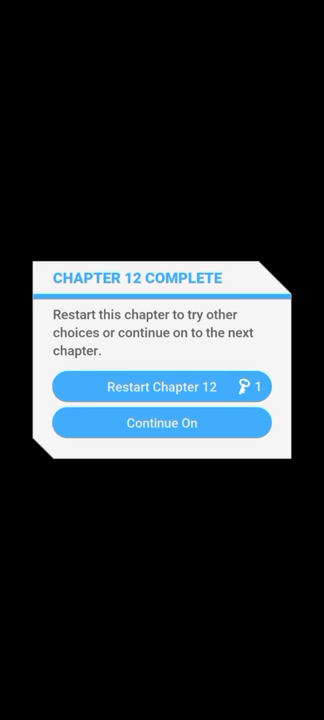 CHAPTER 12 COMPLETE
Restart this chapter to try other
choices or continue on to the next
chapter.
Restart Chapter 12 1
Continue On